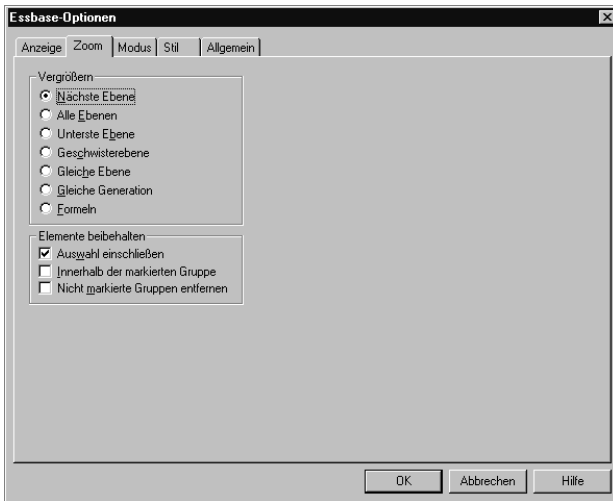 Essbase-Optionen
Anzeige Zoom Modus Stil Allgemein
Vergrößern
Nächste Ebene
Alle Ebenen
Unterste Ebene
Geschwisterebene
Gleiche Ebene
Gleiche Generation
Formeln
Elemente beibehalten
Auswahl einschließen
Innerhalb der markierten Gruppe
Nicht markierte Gruppen entfernen
OK Abbrechen Hilfe